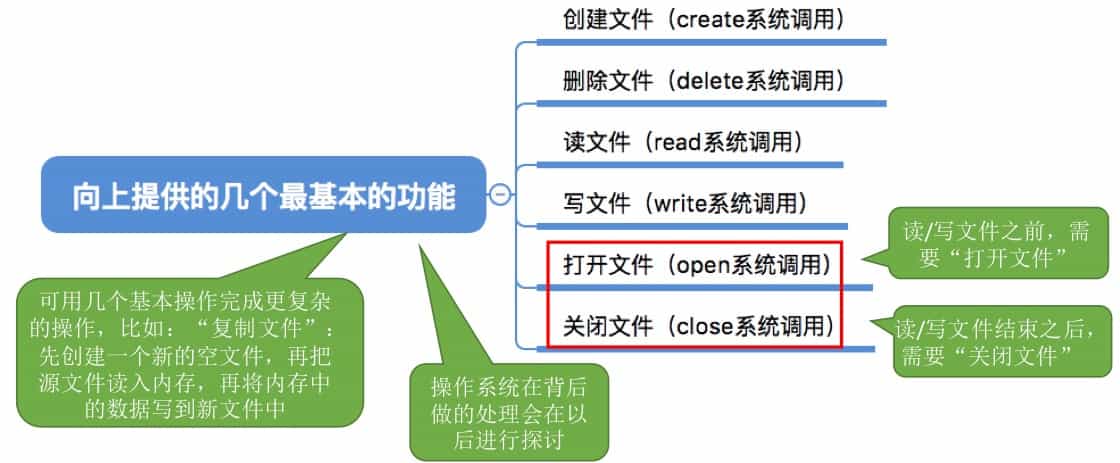 创建文件（create系统调用）
删除文件（delete系统调用）
读文件（read系统调用）
向上提供的几个最基本的功能
写文件（write系统调用）
打开文件（open系统调用）
关闭文件（close系统调用）
读/写文件之前，需
要“打开文件”
读/写文件结束之后，
需要“关闭文件”
可用几个基本操作完成更复杂
的操作，比如：“复制文件”：
先创建一个新的空文件，再把
源文件读入内存，再将内存中
的数据写到新文件中
操作系统在背后
做的处理会在以
后进行探讨